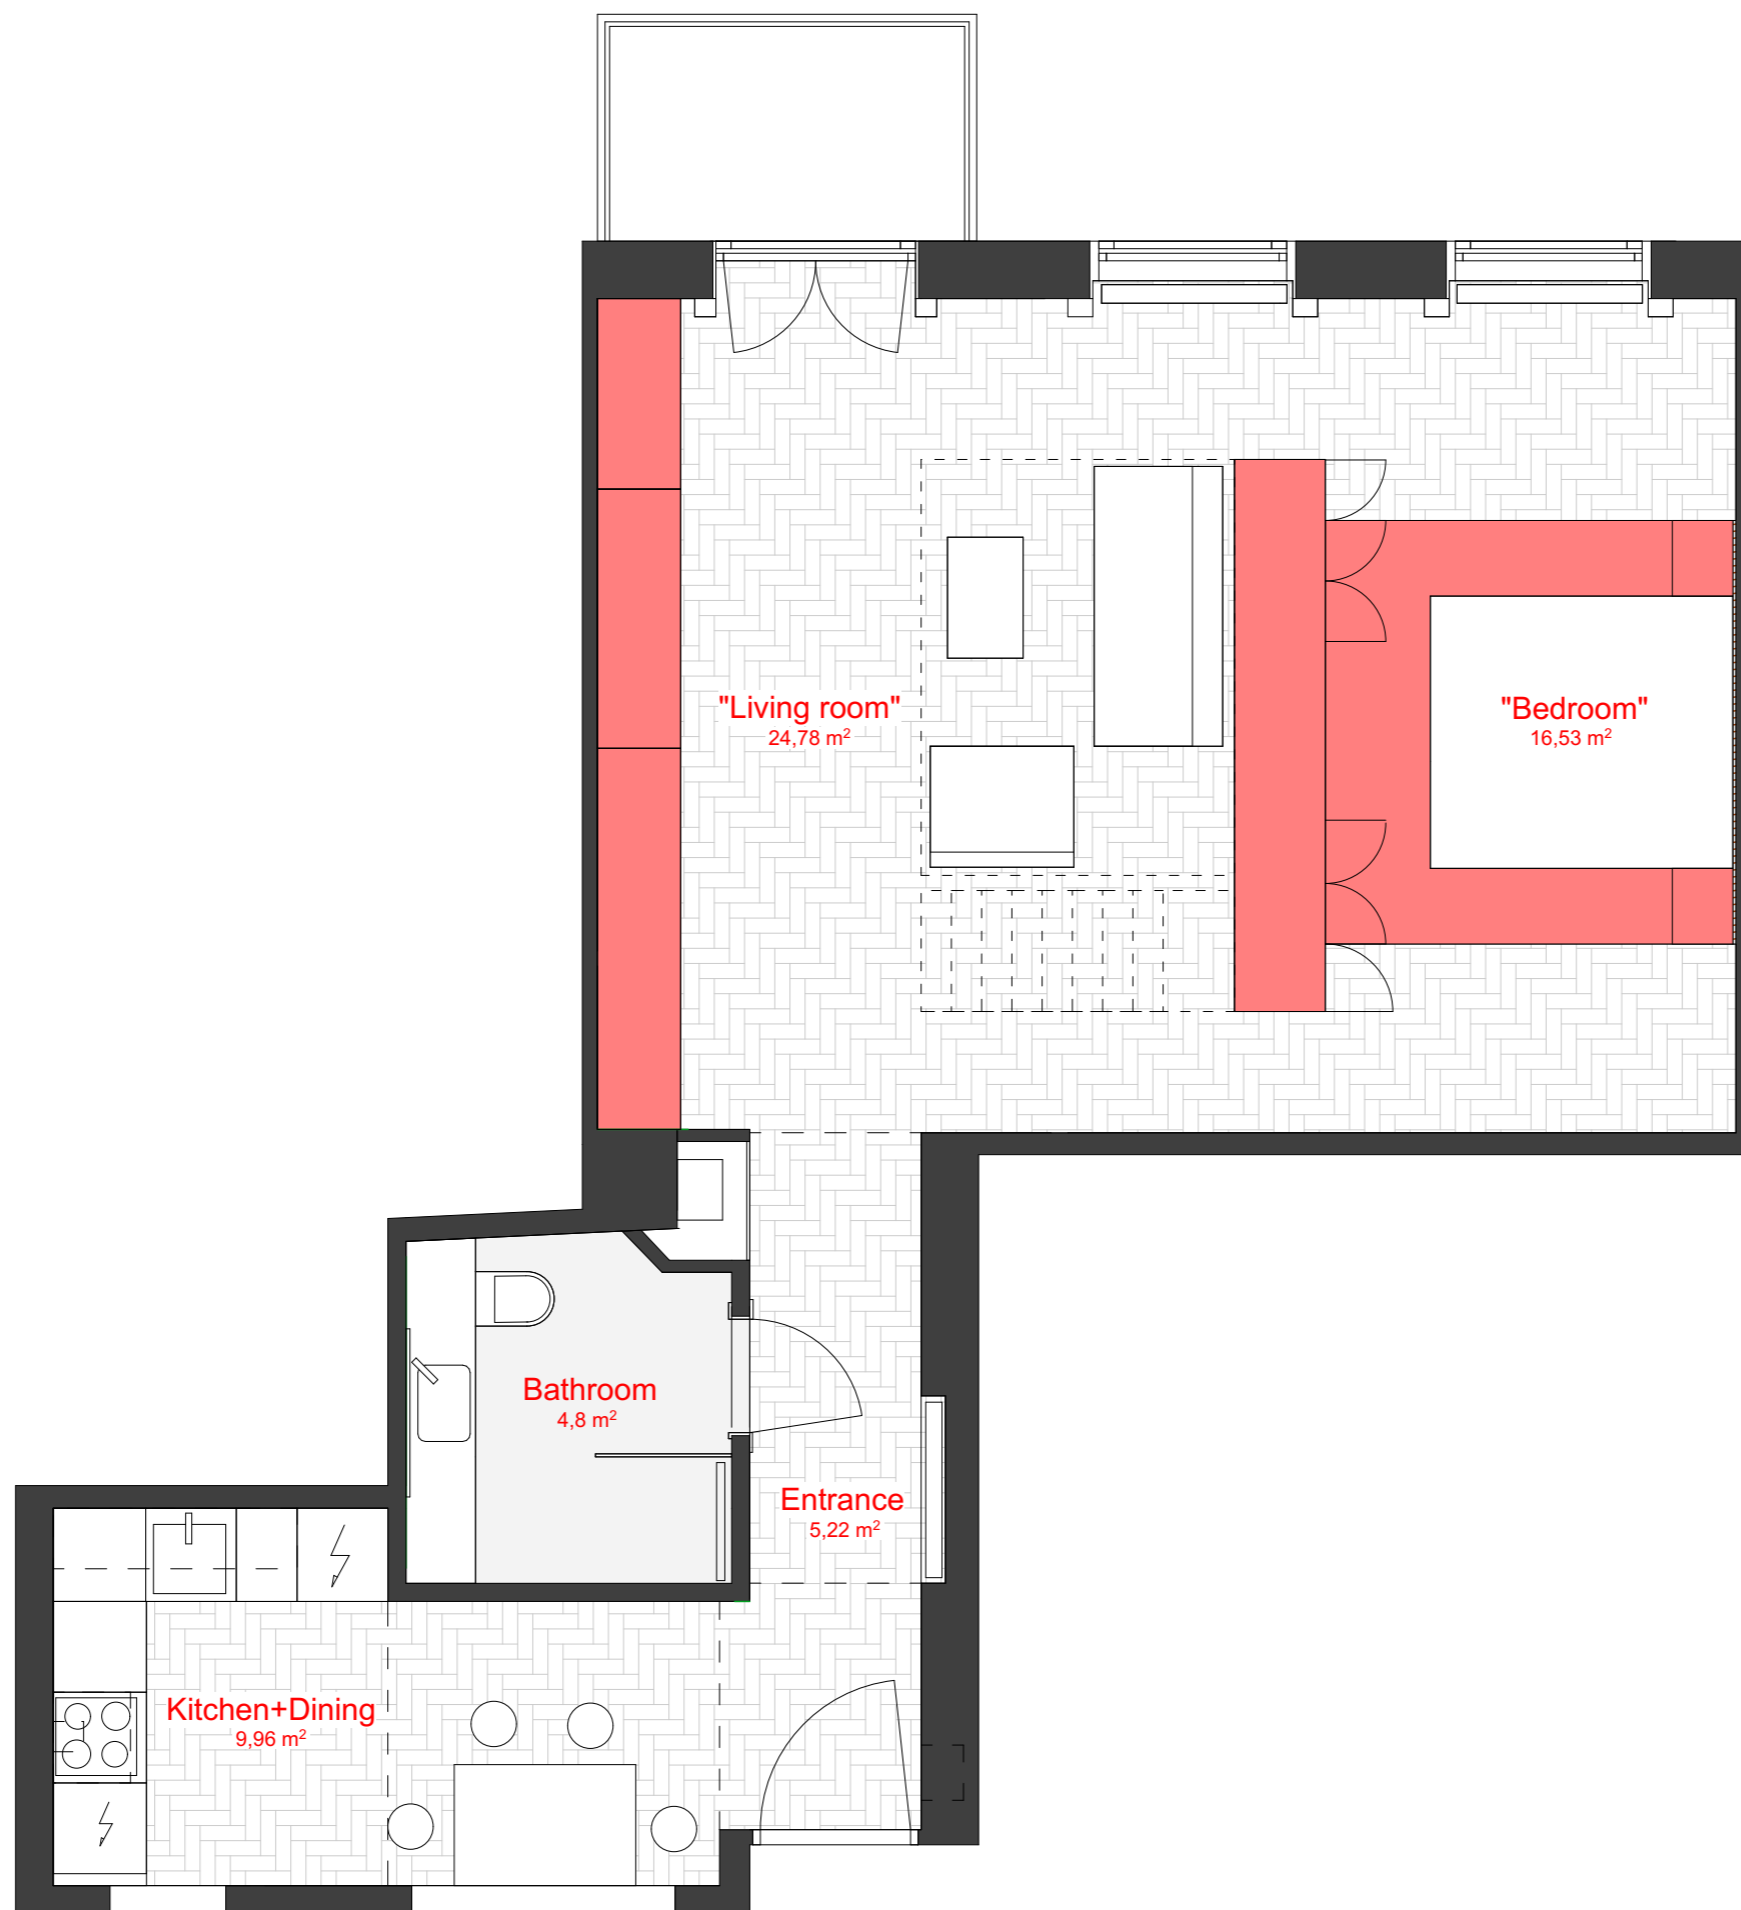 "Living room"
24,78 m²
"Bedroom"
16,53 m²
Bathroom
4,8 m²
Entrance
5,22 m²
Kitchen+Dining
9,96 m²